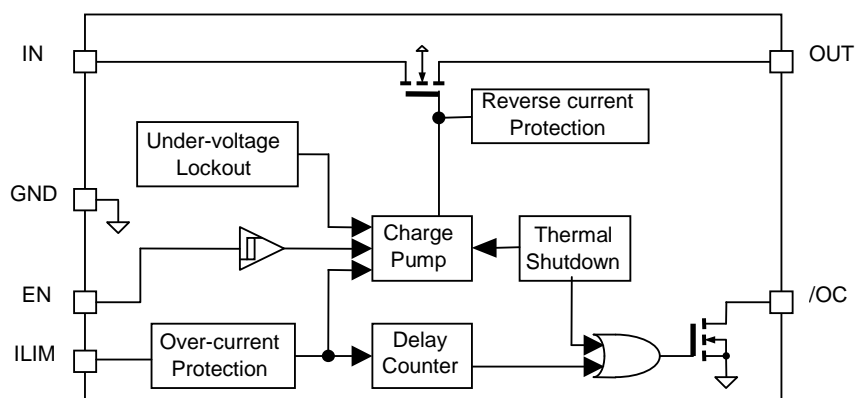 IN
OUT
Reverse current
Protection
Under-voltage
Lockout
GND
Charge
Pump
Thermal
Shutdown
EN
/OC
ILIM
Over-current
Protection
Delay
Counter